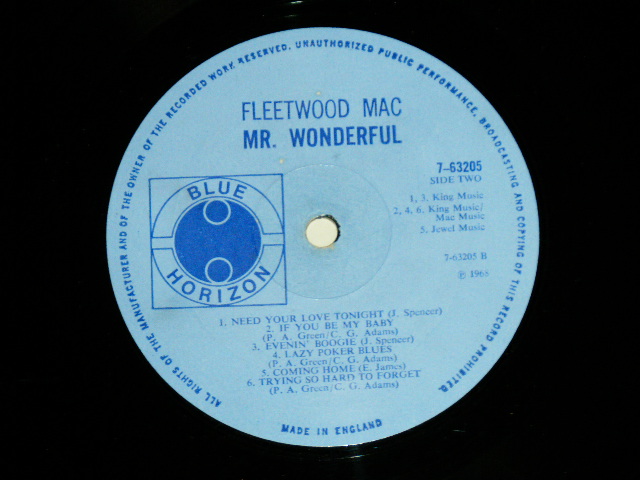 ALL RIGHTS OF THE MANUFACTURER AND OF THE OWNER OF THE RECORDED WORK RESERVED. UNAUTHORIZED PUBLIC PERFORMANCE, BROADCASTING AND COPYING OF THIS RECORD PROHIBITED.
FLEETWOOD MAC
MR. WONDERFUL
7-63205
SIDE TWO
1, 3. King Music
2, 4, 6. King Music/
Mac Music
5. Jewel Music
BLUE
HORIZON
7-63205 B
℗ 1968
1. NEED YOUR LOVE TONIGHT (J. Spencer)
2. IF YOU BE MY BABY
(P. A. Green/C. G. Adams)
3. EVENIN' BOOGIE (J. Spencer)
4. LAZY POKER BLUES
(P. A. Green/C. G. Adams)
5. COMING HOME (E. James)
6. TRYING SO HARD TO FORGET
(P. A. Green/C. G. Adams)
MADE IN ENGLAND